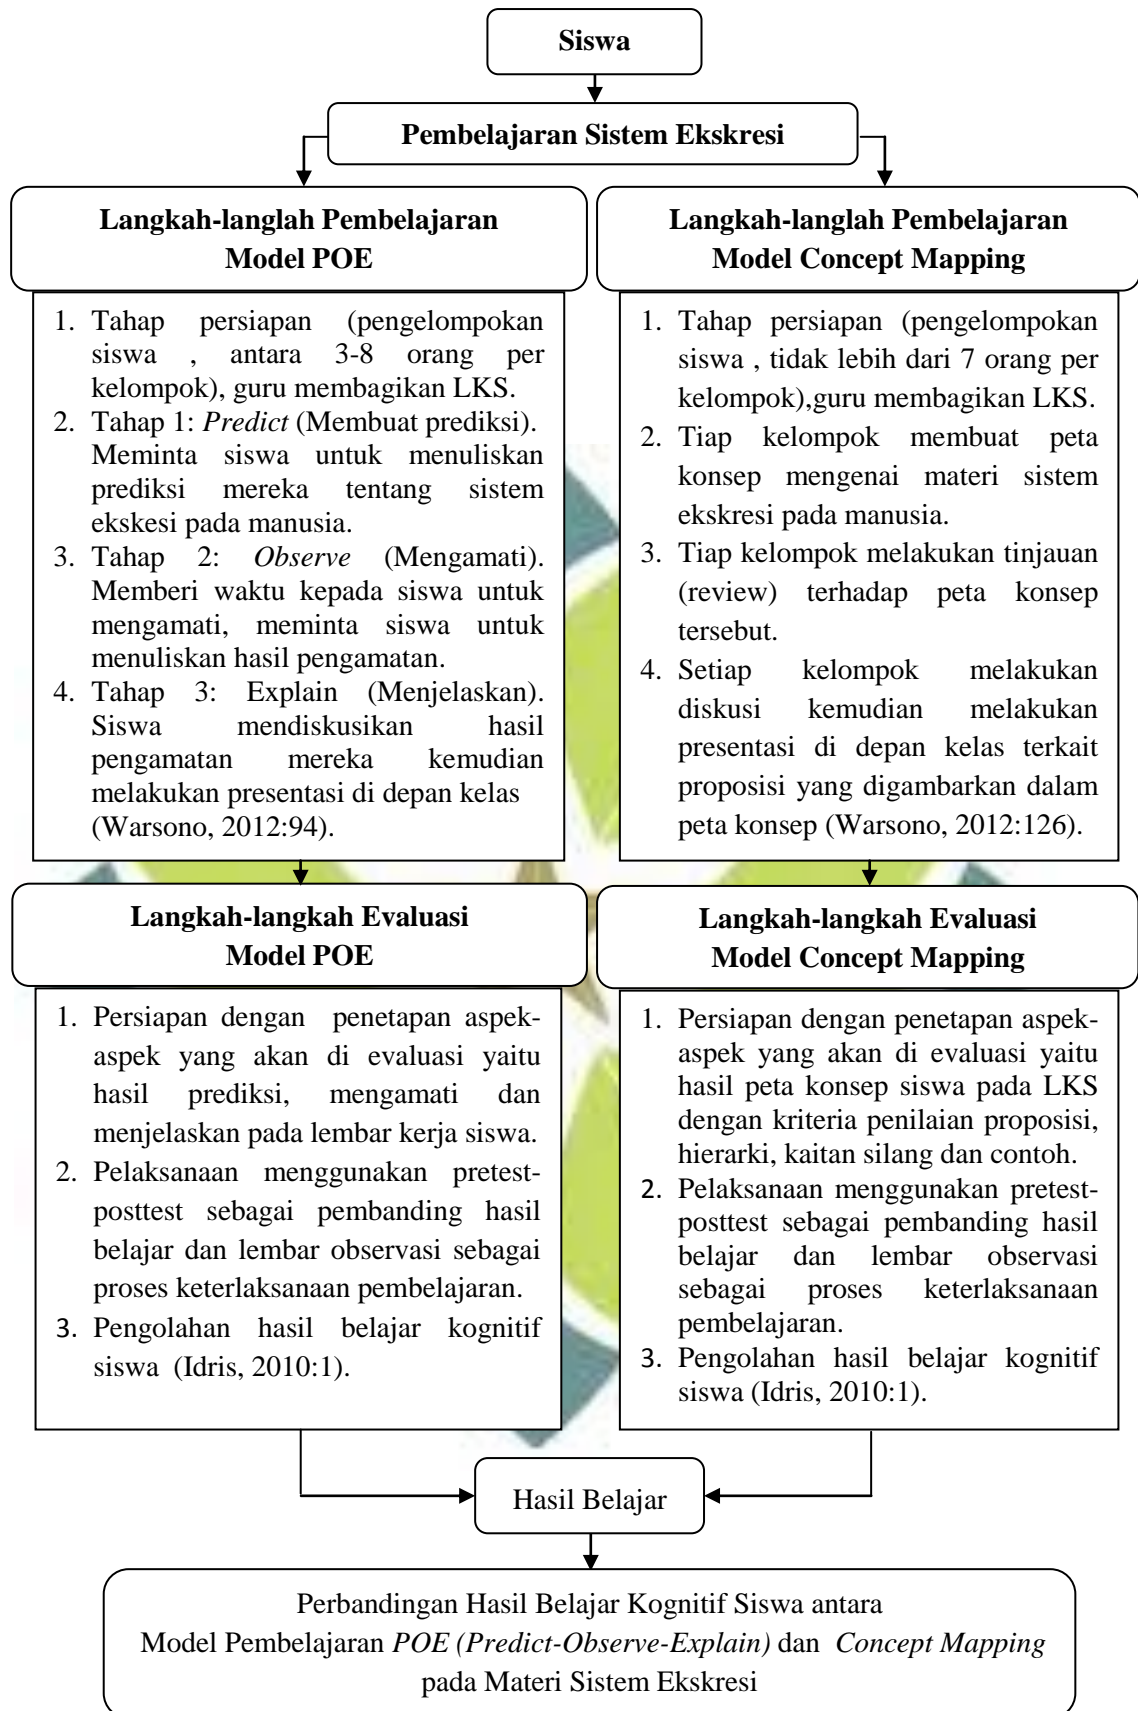 Siswa
Pembelajaran Sistem Ekskresi
Langkah-langlah Pembelajaran
Model POE
1. Tahap persiapan (pengelompokan
siswa , antara 3-8 orang per
kelompok), guru membagikan LKS.
2. Tahap 1: Predict (Membuat prediksi).
Meminta siswa untuk menuliskan
prediksi mereka tentang sistem
ekskesi pada manusia.
3. Tahap 2: Observe (Mengamati).
Memberi waktu kepada siswa untuk
mengamati, meminta siswa untuk
menuliskan hasil pengamatan.
4. Tahap 3: Explain (Menjelaskan).
Siswa mendiskusikan hasil
pengamatan mereka kemudian
melakukan presentasi di depan kelas
(Warsono, 2012:94).
Langkah-langlah Pembelajaran
Model Concept Mapping
1. Tahap persiapan (pengelompokan
siswa , tidak lebih dari 7 orang per
kelompok),guru membagikan LKS.
2. Tiap kelompok membuat peta
konsep mengenai materi sistem
ekskresi pada manusia.
3. Tiap kelompok melakukan tinjauan
(review) terhadap peta konsep
tersebut.
4. Setiap kelompok melakukan
diskusi kemudian melakukan
presentasi di depan kelas terkait
proposisi yang digambarkan dalam
peta konsep (Warsono, 2012:126).
Langkah-langkah Evaluasi
Model POE
1. Persiapan dengan penetapan aspek-
aspek yang akan di evaluasi yaitu
hasil prediksi, mengamati dan
menjelaskan pada lembar kerja siswa.
2. Pelaksanaan menggunakan pretest-
posttest sebagai pembanding hasil
belajar dan lembar observasi sebagai
proses keterlaksanaan pembelajaran.
3. Pengolahan hasil belajar kognitif
siswa (Idris, 2010:1).
Langkah-langkah Evaluasi
Model Concept Mapping
1. Persiapan dengan penetapan aspek-
aspek yang akan di evaluasi yaitu
hasil peta konsep siswa pada LKS
dengan kriteria penilaian proposisi,
hierarki, kaitan silang dan contoh.
2. Pelaksanaan menggunakan pretest-
posttest sebagai pembanding hasil
belajar dan lembar observasi
sebagai proses keterlaksanaan
pembelajaran.
3. Pengolahan hasil belajar kognitif
siswa (Idris, 2010:1).
Hasil Belajar
Perbandingan Hasil Belajar Kognitif Siswa antara
Model Pembelajaran POE (Predict-Observe-Explain) dan Concept Mapping
pada Materi Sistem Ekskresi